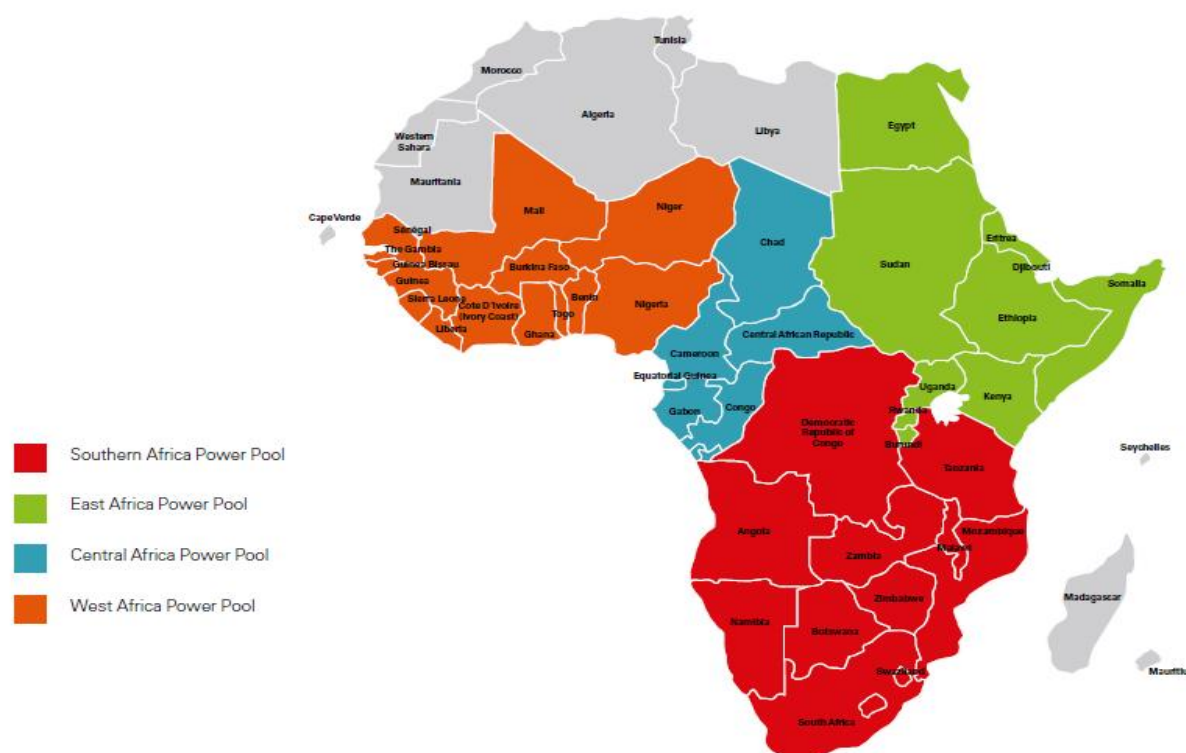 Tunisia
Morocco
Algeria
Libya
Egypt
Western
Sahara
Mauritania
Cape Verde
Mali
Niger
Chad
Sudan
Eritrea
Djibouti
Somalia
Sénégal
The Gambia
Guinea Bissau
Guinea
Burkina Faso
Benin
Nigeria
Sierra Leone
Cote D'Ivoire
(Ivory Coast)
Togo
Liberia
Ghana
Ethiopia
Central African Republic
Cameroon
Equatorial Guinea
Gabon
Congo
Uganda
Kenya
Rwanda
Burundi
Democratic
Republic of
Congo
Tanzania
Seychelles
Angola
Zambia
Malawi
Mozambique
Zimbabwe
Madagascar
Namibia
Botswana
Mauritiu
Swaziland
South Africa
Southern Africa Power Pool
East Africa Power Pool
Central Africa Power Pool
West Africa Power Pool